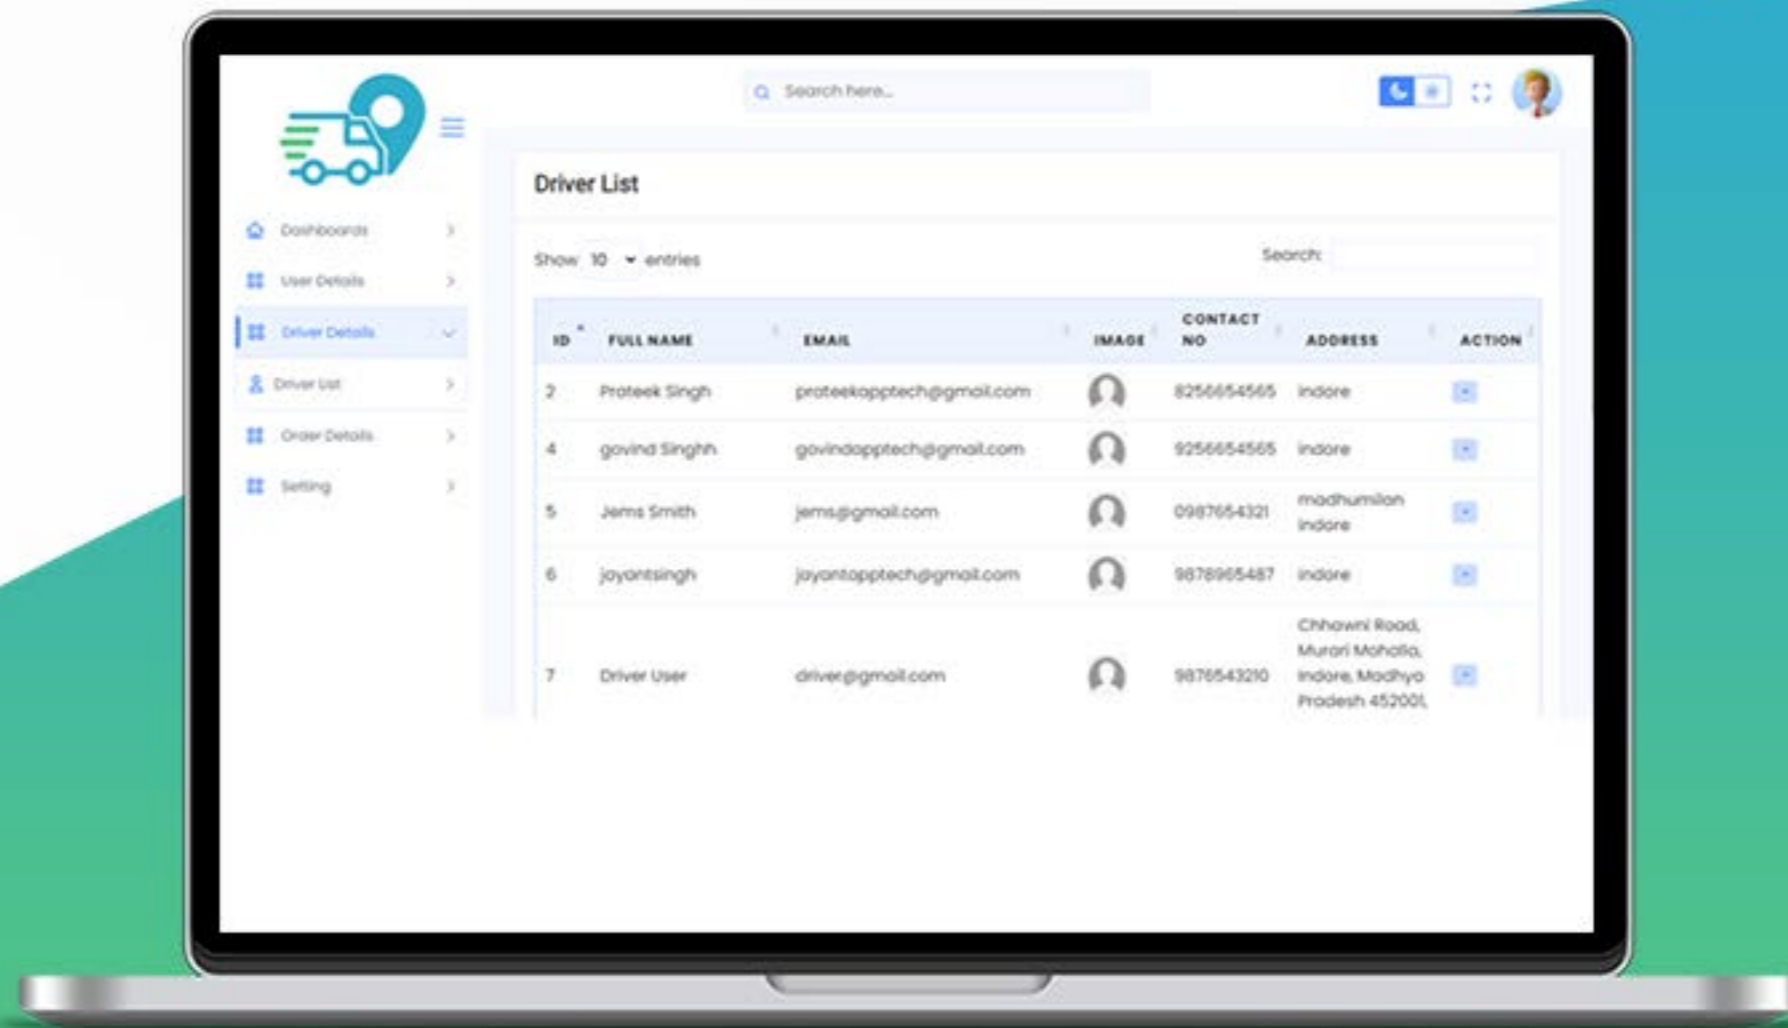 Search here...
Driver List
Dashboards
User Details
Driver Details
Driver List
Order Details
Setting
Show 10 entries
Search:
ID FULL NAME EMAIL IMAGE CONTACT NO ADDRESS ACTION
2 Prateek Singh prateekapptech@gmail.com 8256654565 indore
4 govind Singhh govindapptech@gmail.com 9256654565 indore
5 Jems Smith jems@gmail.com 0987654321 madhumilan
indore
6 jayantsingh jayantapptech@gmail.com 9878965487 indore
7 Driver User driver@gmail.com 9876543210 Chhawni Road,
Murari Mohalla,
Indore, Madhya
Pradesh 452001,